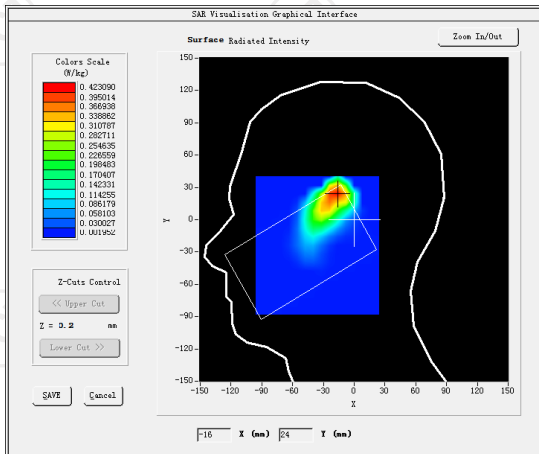 SAR Visualisation Graphical Interface
Surface Radiated Intensity
Zoom In/Out
Colors Scale
(W/kg)
0.423090
0.395014
0.366938
0.338862
0.310787
0.282711
0.254635
0.226559
0.198483
0.170407
0.142331
0.114255
0.086179
0.058103
0.030027
0.001952
150
120
90
60
30
0
-30
-60
-90
-120
-150
Y
-150 -120 -90 -60 -30 0 30 60 90 120 150
X
Z-Cuts Control
<< Upper Cut
Z = 0.2 mm
Lower Cut >>
SAVE Cancel
-16 X (mm) 24 Y (mm)